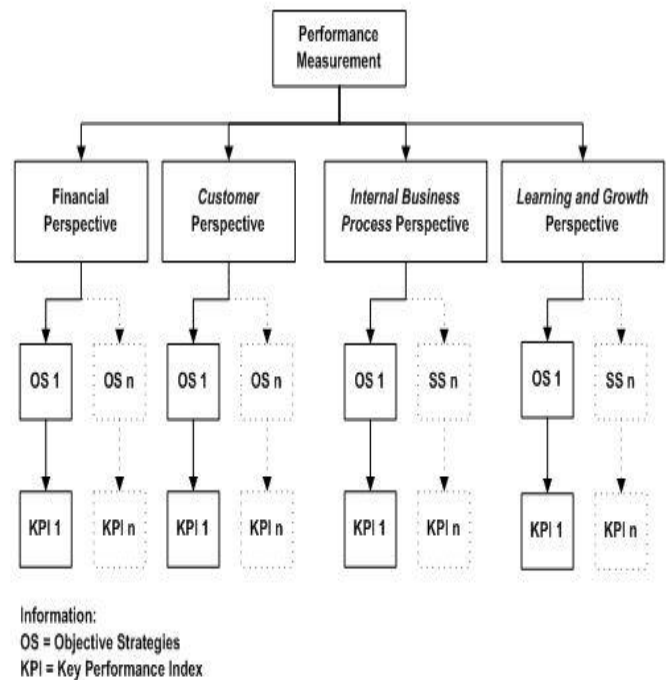 Performance
Measurement
Financial
Perspective
Customer
Perspective
Internal Business
Process Perspective
Learning and Growth
Perspective
OS 1
OS n
OS 1
OS n
OS 1
SS n
OS 1
SS n
KPI 1
KPI n
KPI 1
KPI n
KPI 1
KPI n
KPI 1
KPI n
Information:
OS = Objective Strategies
KPI = Key Performance Index